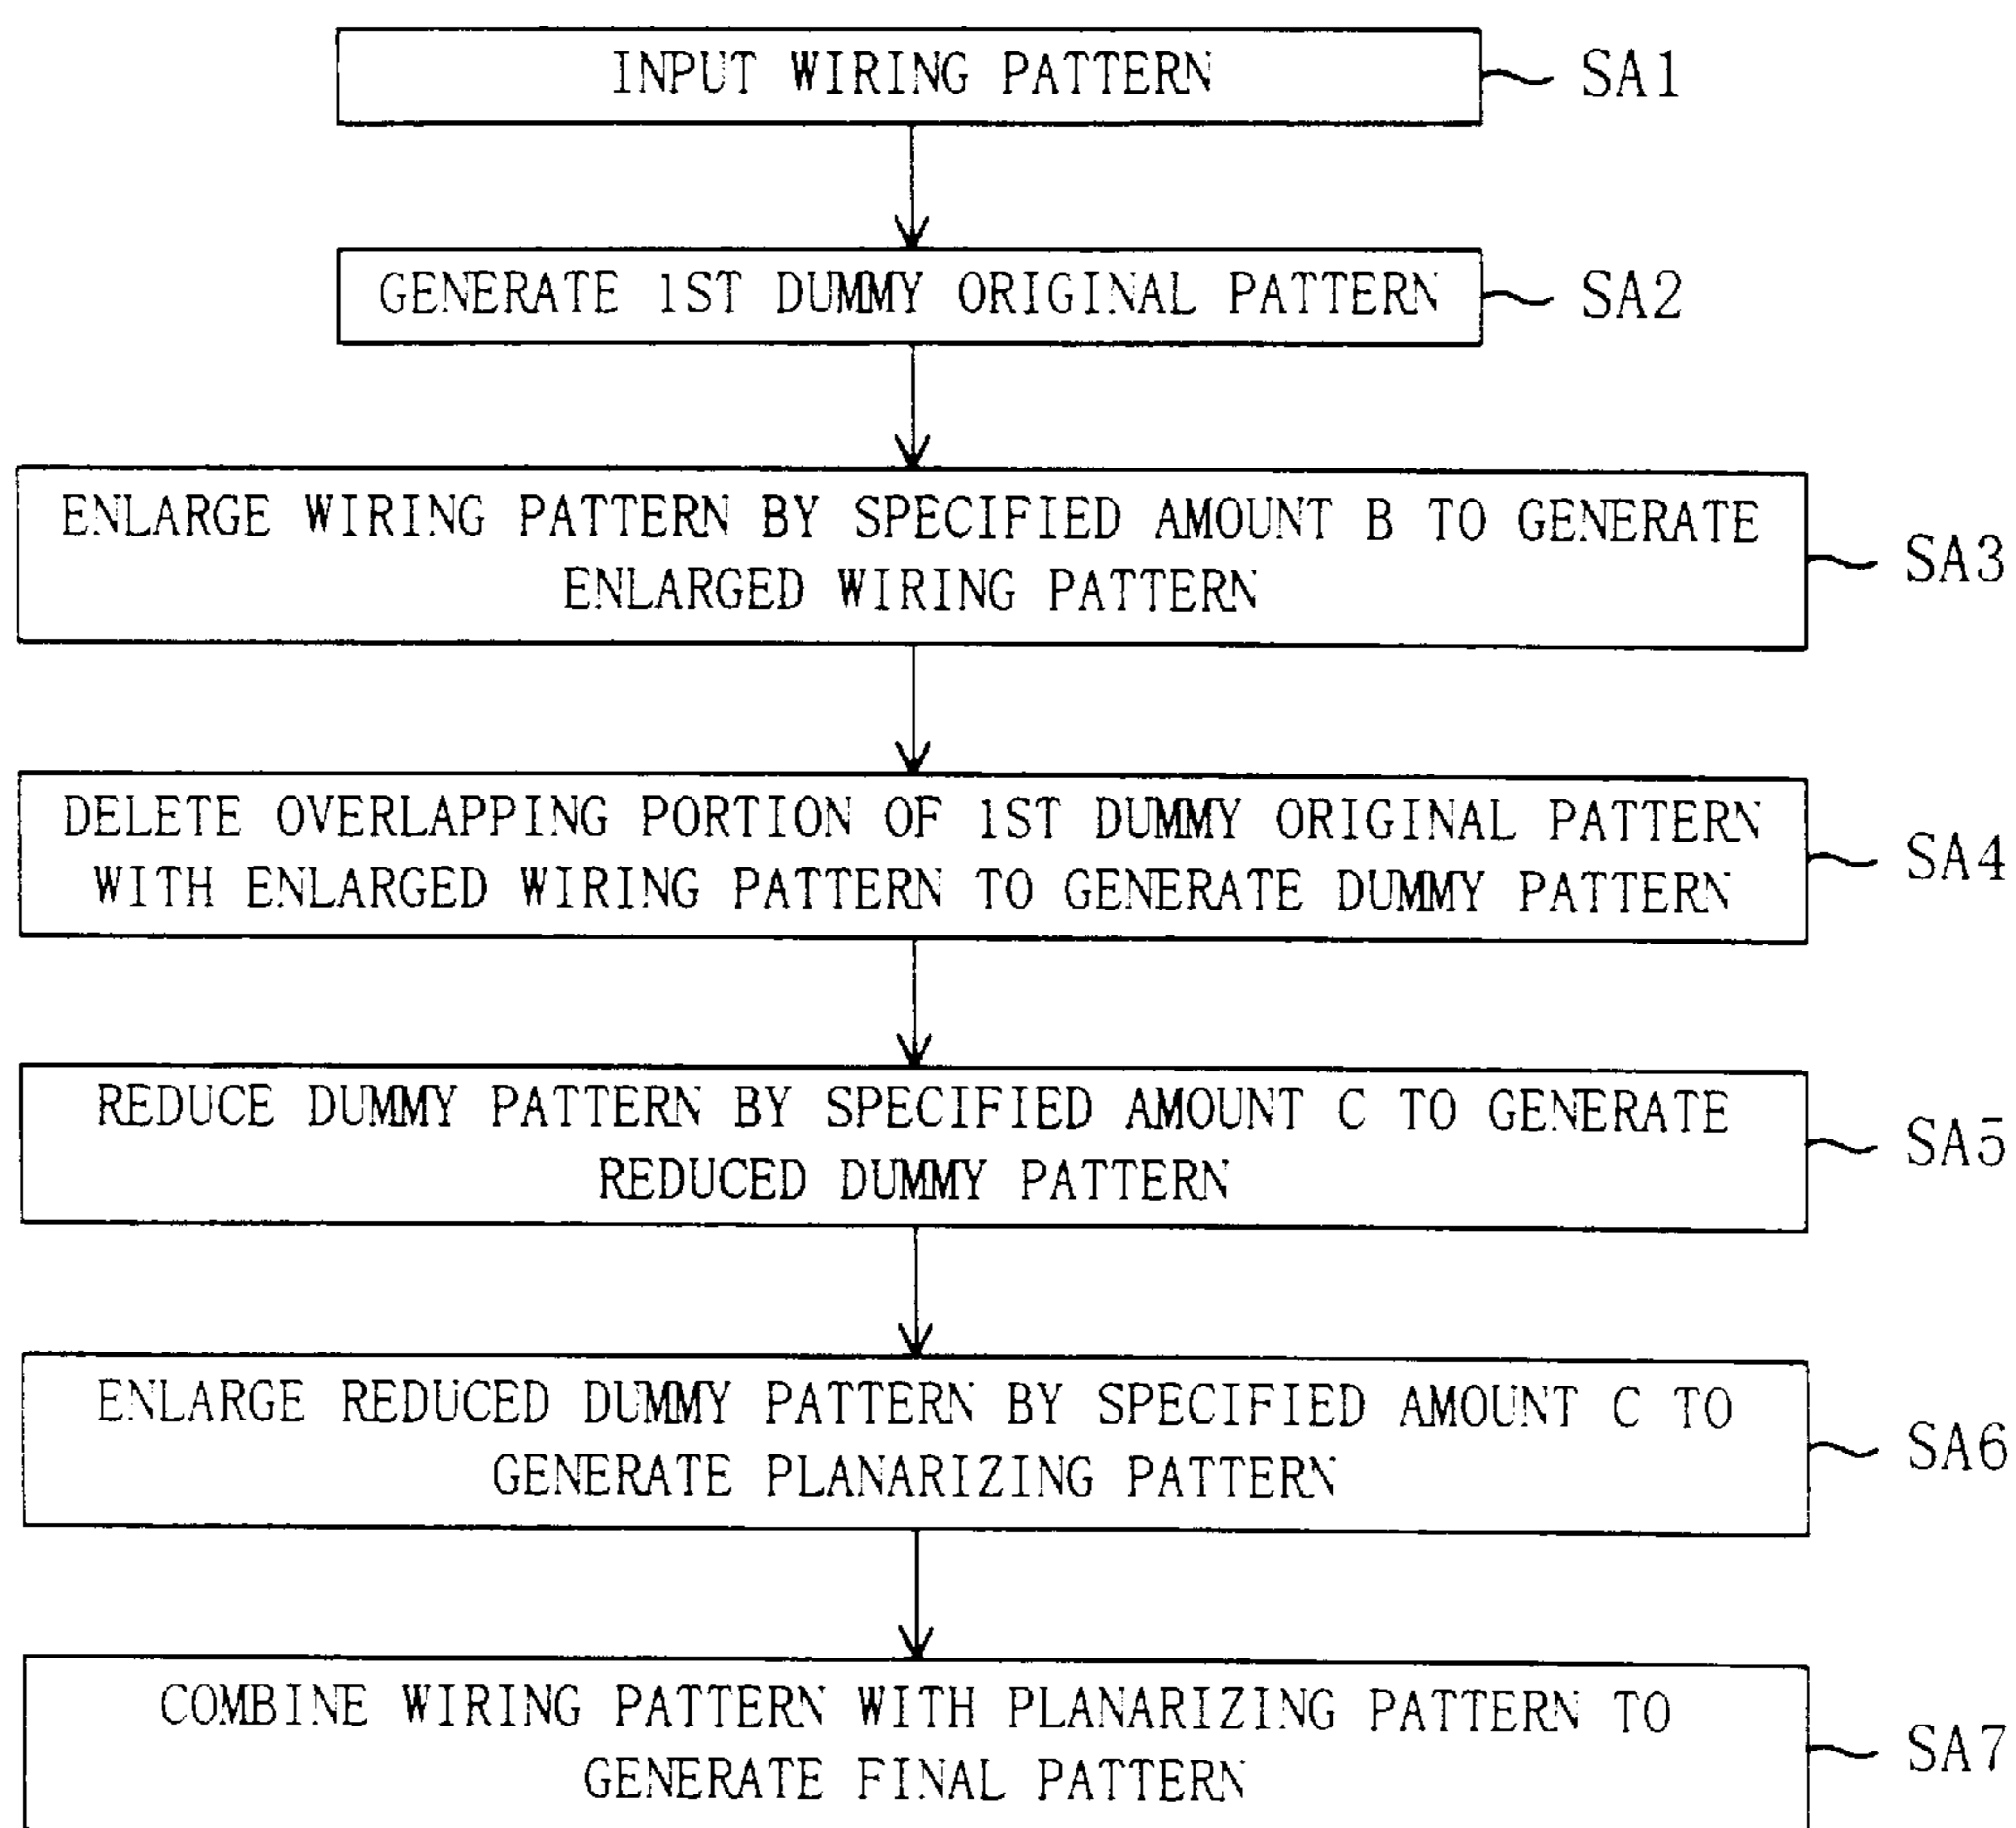 INPUT WIRING PATTERN
SA1
GENERATE 1ST DUMMY ORIGINAL PATTERN
SA2
ENLARGE WIRING PATTERN BY SPECIFIED AMOUNT B TO GENERATE
ENLARGED WIRING PATTERN
SA3
DELETE OVERLAPPING PORTION OF 1ST DUMMY ORIGINAL PATTERN
WITH ENLARGED WIRING PATTERN TO GENERATE DUMMY PATTERN
SA4
REDUCE DUMMY PATTERN BY SPECIFIED AMOUNT C TO GENERATE
REDUCED DUMMY PATTERN
SA5
ENLARGE REDUCED DUMMY PATTERN BY SPECIFIED AMOUNT C TO
GENERATE PLANARIZING PATTERN
SA6
COMBINE WIRING PATTERN WITH PLANARIZING PATTERN TO
GENERATE FINAL PATTERN
SA7